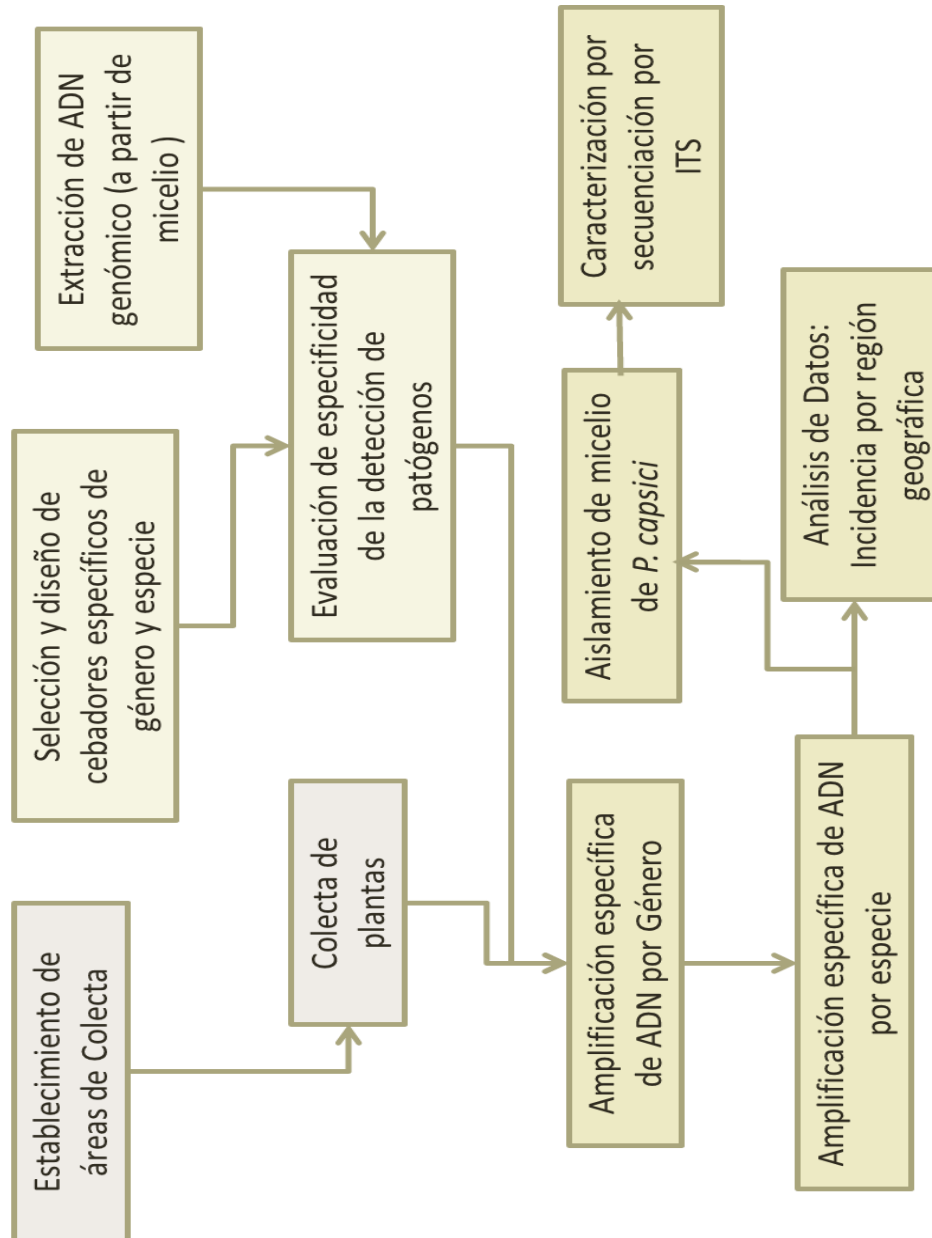 Establecimiento de
áreas de Colecta
Selección y diseño de
cebadores específicos de
género y especie
Extracción de ADN
genómico (a partir de
micelio )
Colecta de
plantas
Evaluación de especificidad
de la detección de
patógenos
Amplificación específica
de ADN por Género
Aislamiento de micelio
de P. capsici
Caracterización por
secuenciación por
ITS
Amplificación específica de ADN
por especie
Análisis de Datos:
Incidencia por región
geográfica